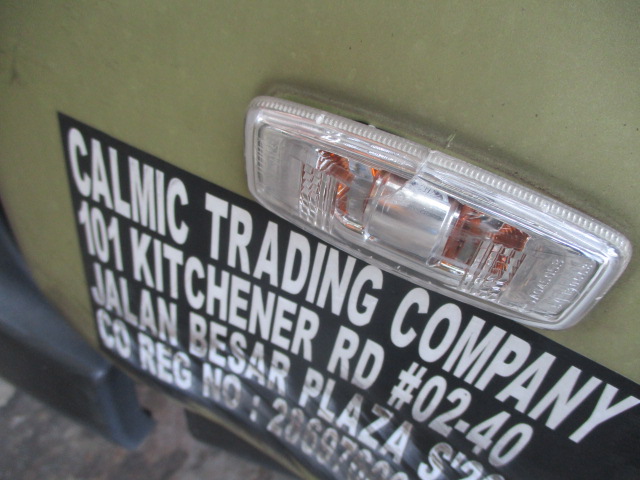 CALMIC TRADING COMPANY
101 KITCHENER RD #02-40
JALAN BESAR PLAZA
CO REG NO :